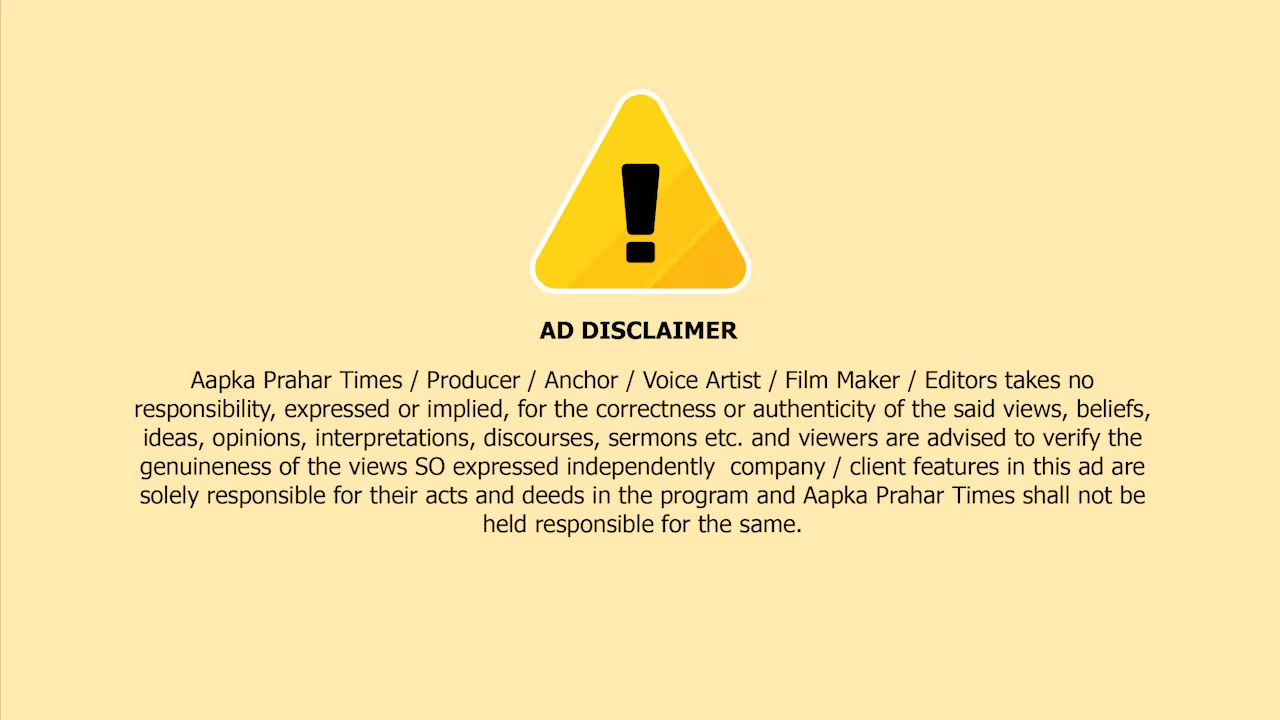 AD DISCLAIMER
Aapka Prahar Times / Producer / Anchor / Voice Artist / Film Maker / Editors takes no
responsibility, expressed or implied, for the correctness or authenticity of the said views, beliefs,
ideas, opinions, interpretations, discourses, sermons etc. and viewers are advised to verify the
genuineness of the views SO expressed independently  company / client features in this ad are
solely responsible for their acts and deeds in the program and Aapka Prahar Times shall not be
held responsible for the same.